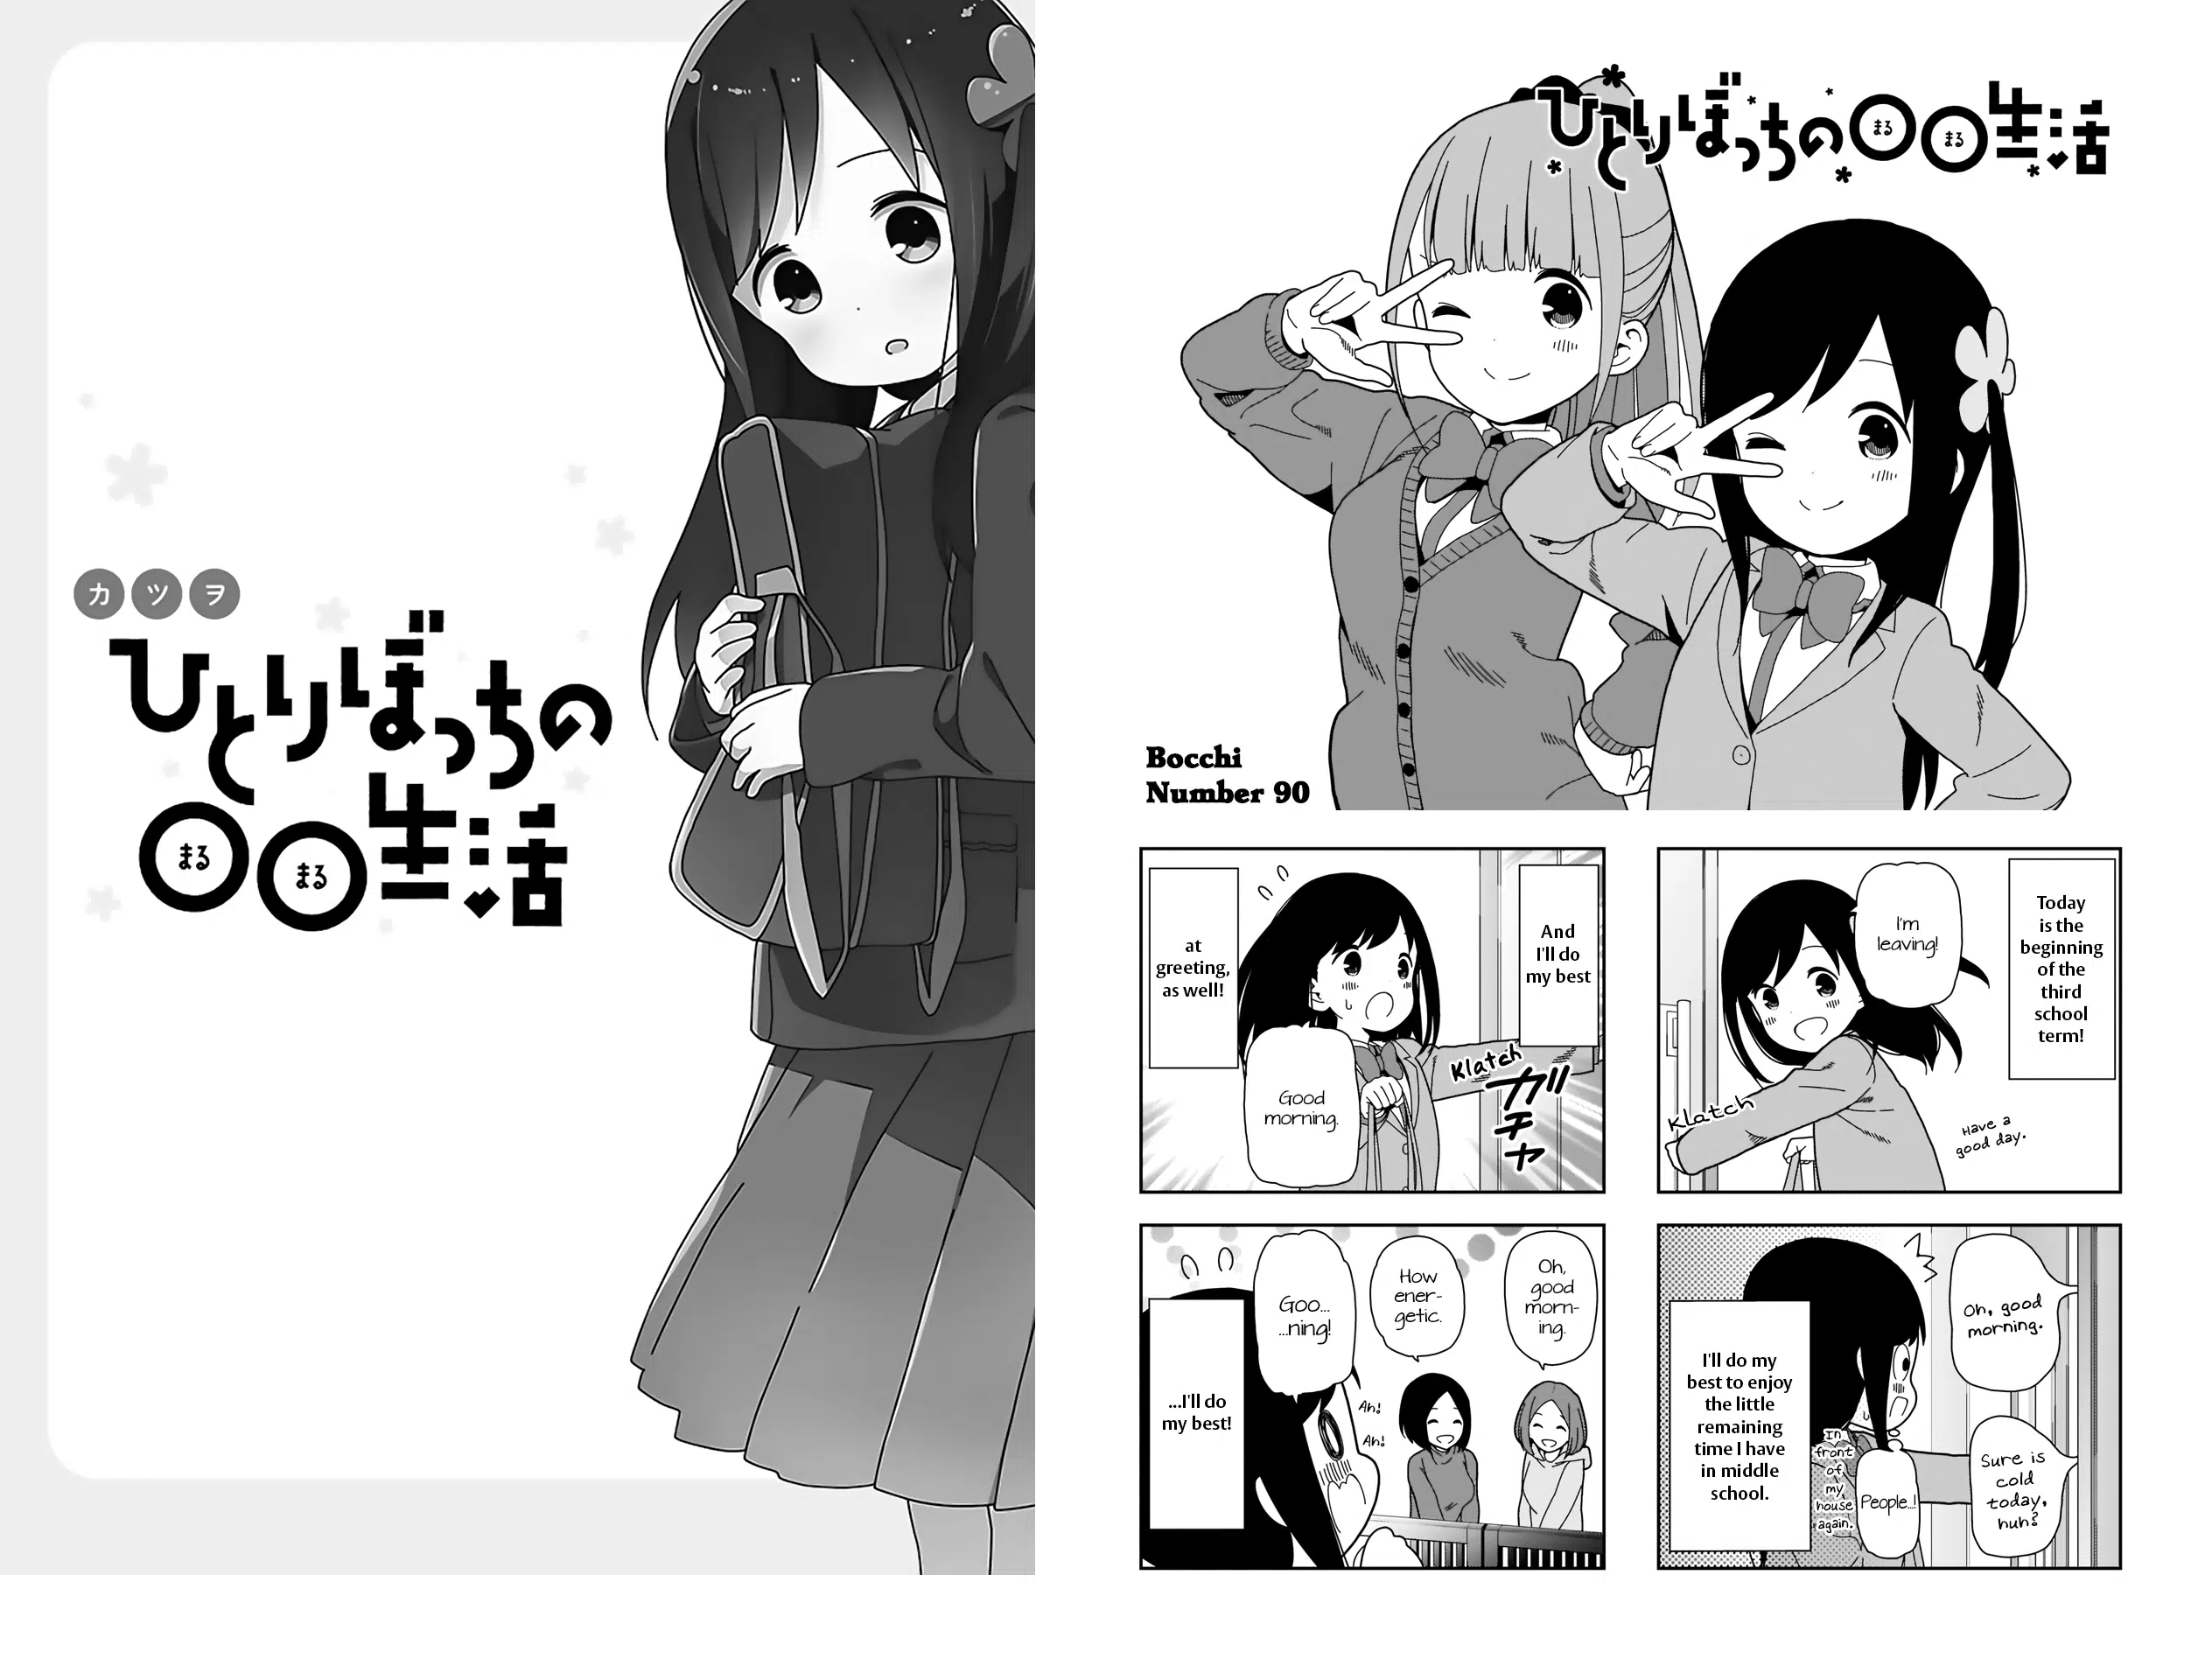 カツヲ
ひとりぼっちの
○○生活
まる
まる
ひとりぼっちの○○生活
まる
まる
Bocchi
Number 90
Today
is the
beginning
of the
third
school
term!
I'm
leaving!
Klatch
Have a
good day.
Oh, good
morning.
Sure is
cold
today,
huh?
People...!
In
front
of
my
house
again.
I'll do my
best to enjoy
the little
remaining
time I have
in middle
school.
And
I'll do
my best
Klatch
ガチャ
Good
morning.
at
greeting,
as well!
Oh,
good
morn-
ing.
How
ener-
getic.
Goo...
...ning!
Ah!
Ah!
...I'll do
my best!